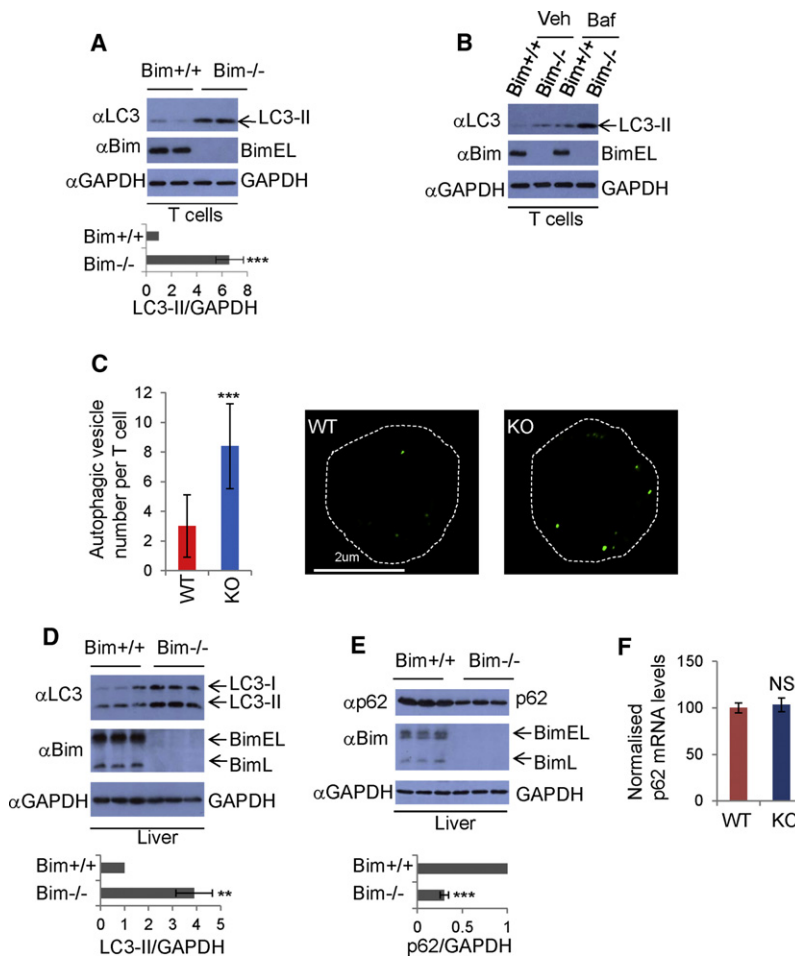 A
Bim+/+ Bim-/-
αLC3 LC3-II
αBim BimEL
αGAPDH GAPDH
T cells
Bim+/+
Bim-/- ***
0 2 4 6 8
LC3-II/GAPDH
B
Veh Baf
Bim+/+ Bim-/- Bim+/+ Bim-/-
αLC3 LC3-II
αBim BimEL
αGAPDH GAPDH
T cells
C
Autophagic vesicle
number per T cell
14
12
10
8
6
4
2
0
***
WT KO
WT
2um
KO
D
Bim+/+ Bim-/-
αLC3 LC3-I
LC3-II
αBim BimEL
BimL
αGAPDH GAPDH
Liver
Bim+/+
Bim-/- **
0 1 2 3 4 5
LC3-II/GAPDH
E
Bim+/+ Bim-/-
αp62 p62
αBim BimEL
BimL
αGAPDH GAPDH
Liver
Bim+/+
Bim-/- ***
0 0.5 1
p62/GAPDH
F
Normalised
p62 mRNA levels
150
100
50
0
NS
WT KO